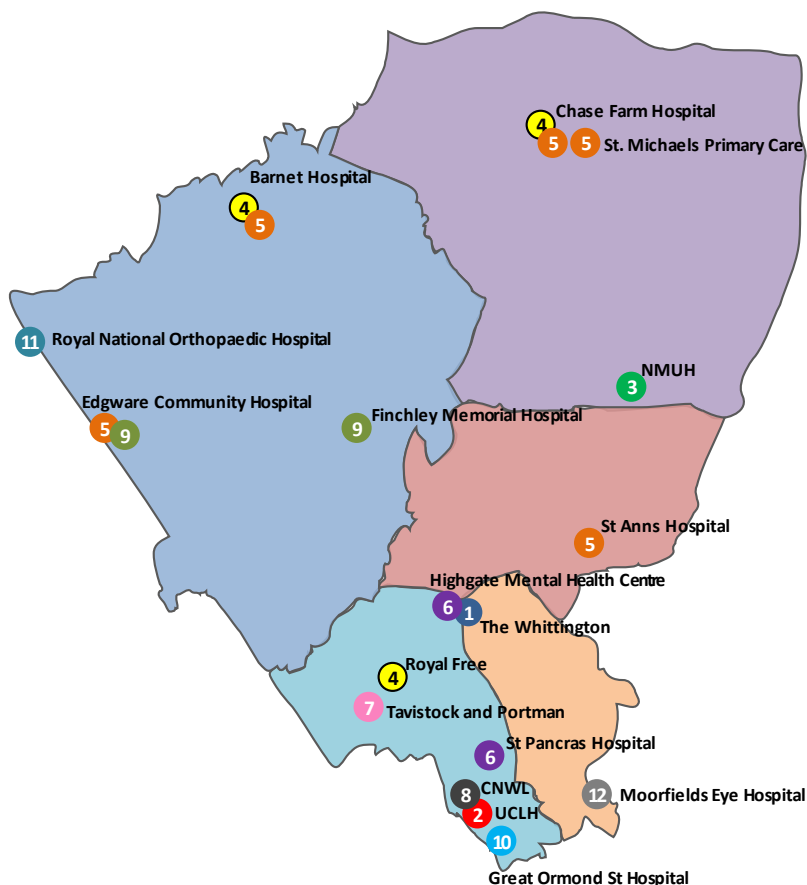 4 Chase Farm Hospital
5 5 St. Michaels Primary Care
Barnet Hospital
4
5
11 Royal National Orthopaedic Hospital
NMUH
3
Edgware Community Hospital
5 9
9 Finchley Memorial Hospital
St Anns Hospital
5
Highgate Mental Health Centre
6 1
The Whittington
Royal Free
4
7 Tavistock and Portman
St Pancras Hospital
6
8 CNWL
2 UCLH
12 Moorfields Eye Hospital
10
Great Ormond St Hospital